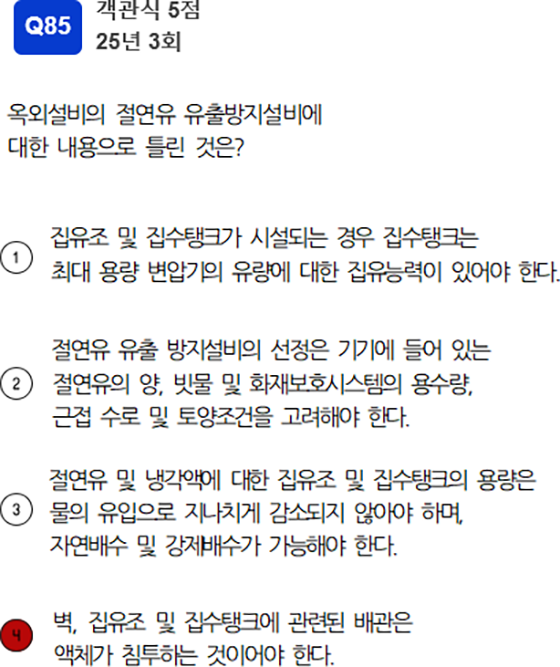 Q85
객관식 5점
25년 3회
옥외설비의 절연유 유출방지설비에
대한 내용으로 틀린 것은?
1
집유조 및 집수탱크가 시설되는 경우 집수탱크는
최대 용량 변압기의 유량에 대한 집유능력이 있어야 한다.
2
절연유 유출 방지설비의 선정은 기기에 들어 있는
절연유의 양, 빗물 및 화재보호시스템의 용수량,
근접 수로 및 토양조건을 고려해야 한다.
3
절연유 및 냉각액에 대한 집유조 및 집수탱크의 용량은
물의 유입으로 지나치게 감소되지 않아야 하며,
자연배수 및 강제배수가 가능해야 한다.
4
벽, 집유조 및 집수탱크에 관련된 배관은
액체가 침투하는 것이어야 한다.